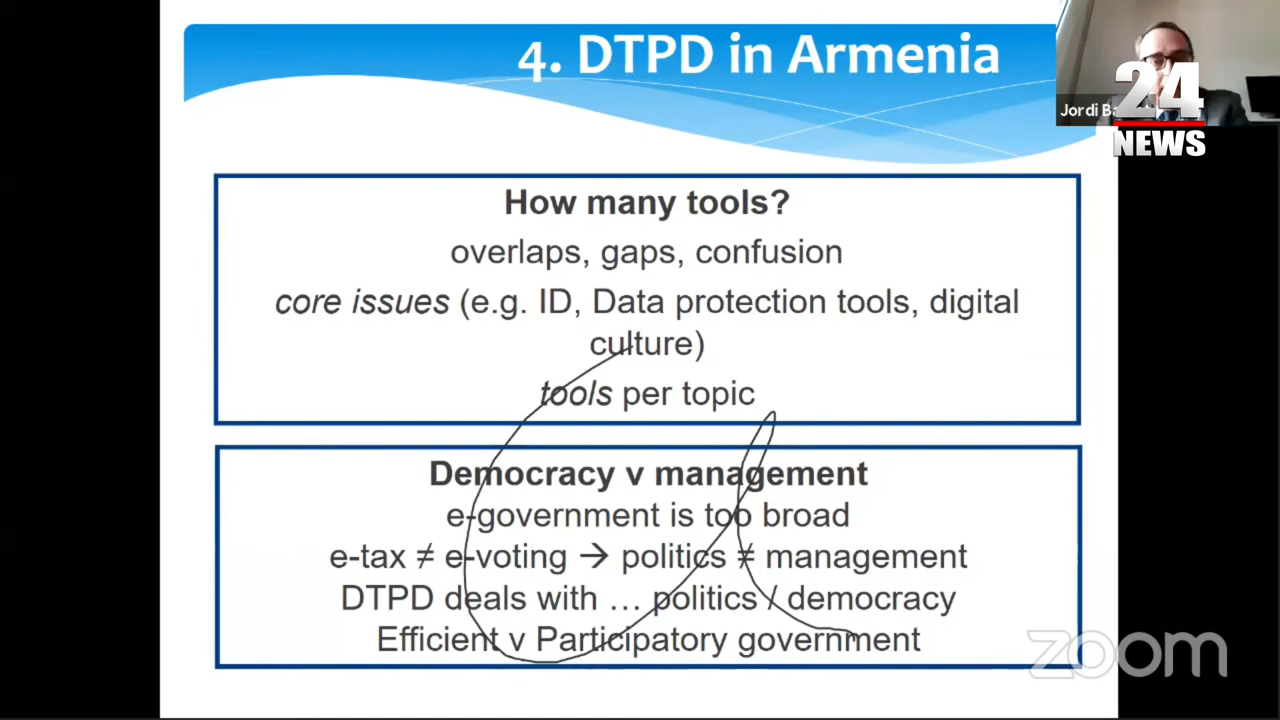 4. DTPD in Armenia
Jordi
24
NEWS
How many tools?
overlaps, gaps, confusion
core issues (e.g. ID, Data protection tools, digital
culture)
tools per topic
Democracy v management
e-government is too broad
e-tax ≠ e-voting → politics ≠ management
DTPD deals with … politics / democracy
Efficient v Participatory government
zoom